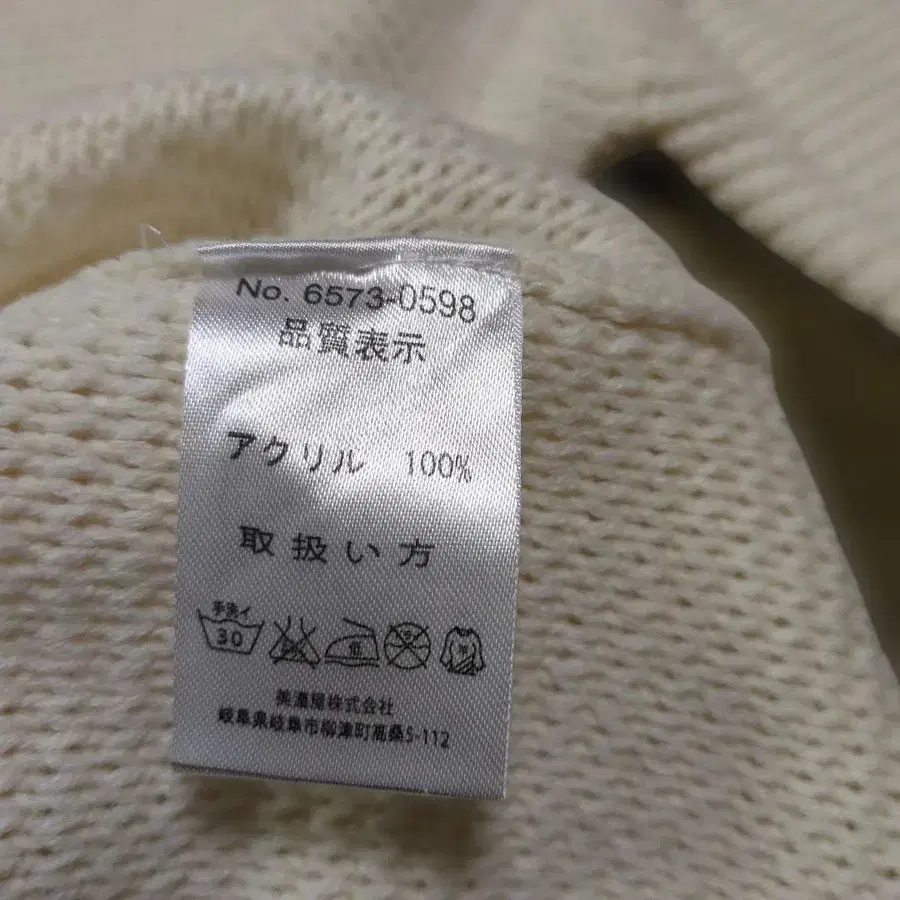 No. 6573-0598
品質表示
アクリル 100%
取扱い方
手洗イ
30
美濃屋株式会社
岐阜県岐阜市柳津町高桑5-112